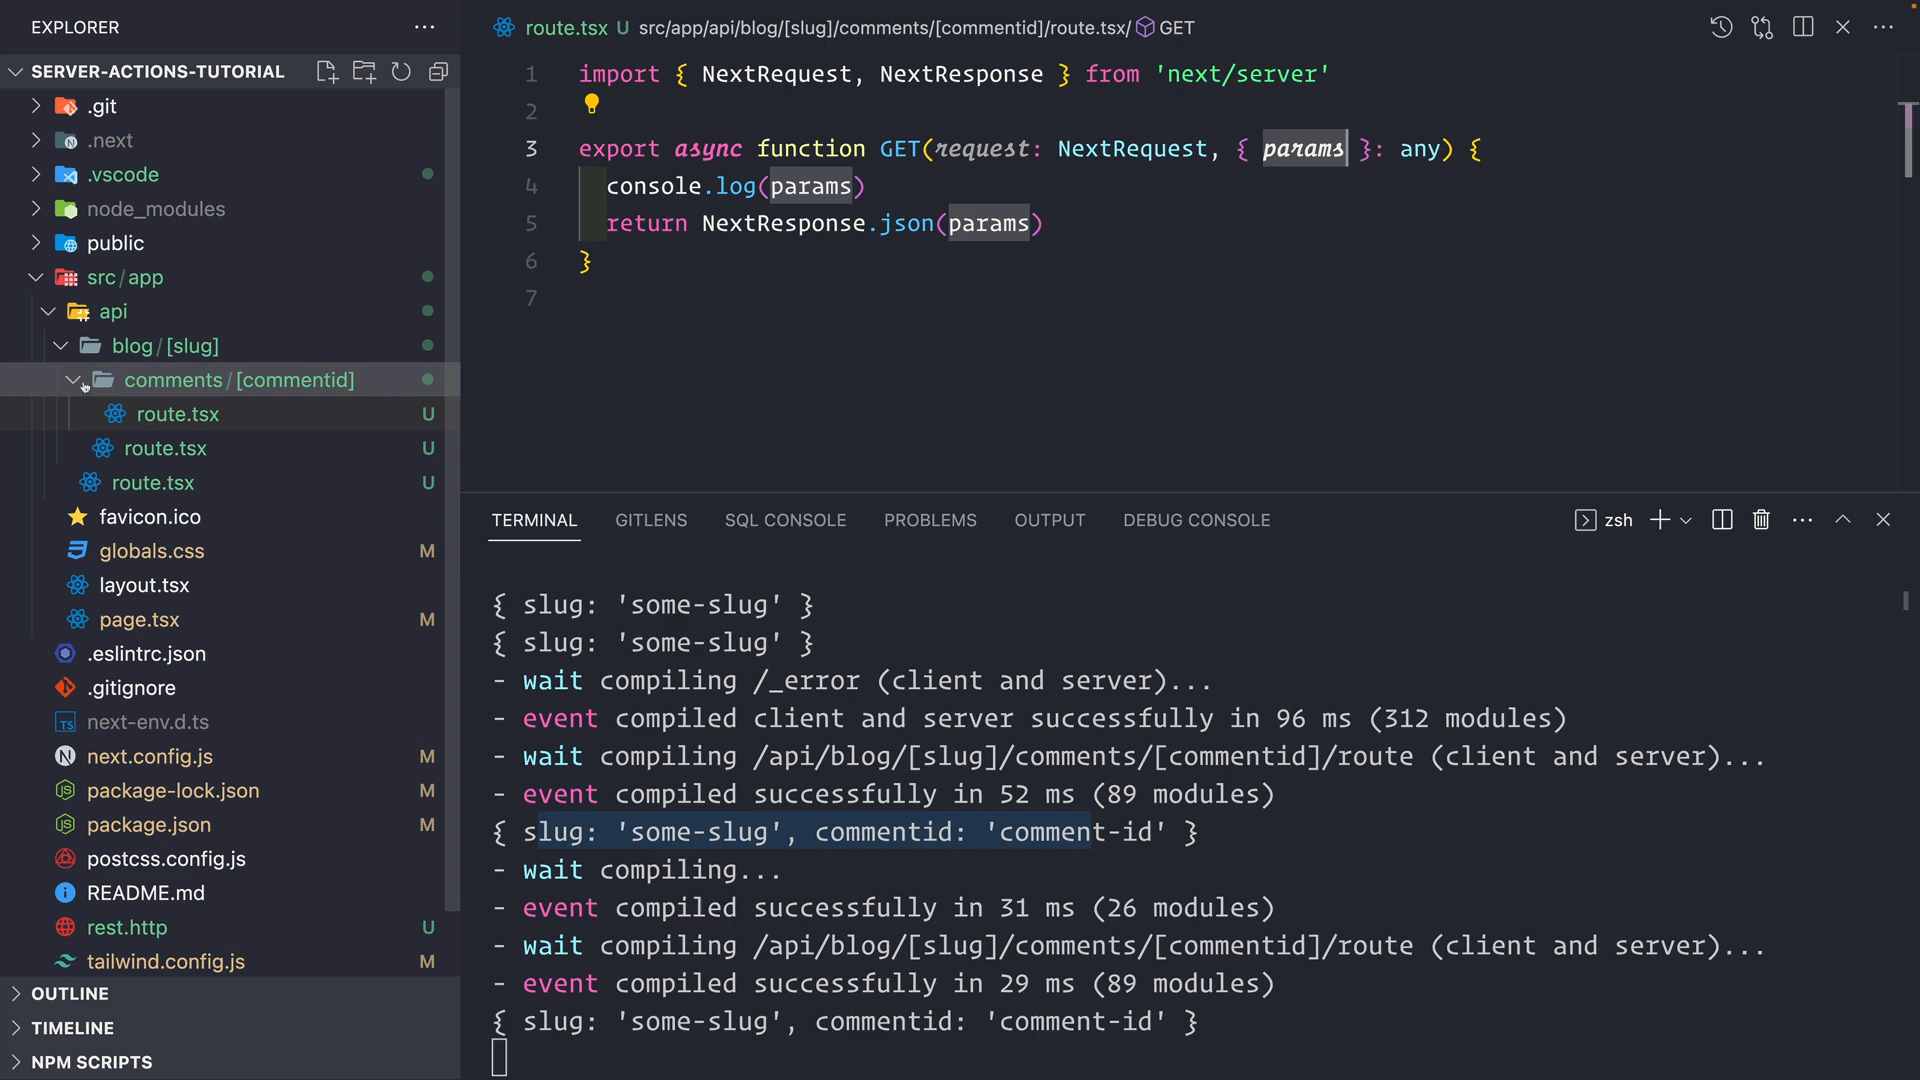 EXPLORER
SERVER-ACTIONS-TUTORIAL
.git
.next
.vscode
node_modules
public
src/app
api
blog/[slug]
comments/[commentid]
route.tsx U
route.tsx U
route.tsx U
favicon.ico
globals.css M
layout.tsx
page.tsx M
.eslintrc.json
.gitignore
next-env.d.ts
next.config.js M
package-lock.json M
package.json M
postcss.config.js
README.md
rest.http U
tailwind.config.js M
OUTLINE
TIMELINE
NPM SCRIPTS
route.tsx U src/app/api/blog/[slug]/comments/[commentid]/route.tsx/ GET
1 import { NextRequest, NextResponse } from 'next/server'
2
3 export async function GET(request: NextRequest, { params }: any) {
4 console.log(params)
5 return NextResponse.json(params)
6 }
7
TERMINAL GITLENS SQL CONSOLE PROBLEMS OUTPUT DEBUG CONSOLE zsh
{ slug: 'some-slug' }
{ slug: 'some-slug' }
- wait compiling /_error (client and server)...
- event compiled client and server successfully in 96 ms (312 modules)
- wait compiling /api/blog/[slug]/comments/[commentid]/route (client and server)...
- event compiled successfully in 52 ms (89 modules)
{ slug: 'some-slug', commentid: 'comment-id' }
- wait compiling...
- event compiled successfully in 31 ms (26 modules)
- wait compiling /api/blog/[slug]/comments/[commentid]/route (client and server)...
- event compiled successfully in 29 ms (89 modules)
{ slug: 'some-slug', commentid: 'comment-id' }